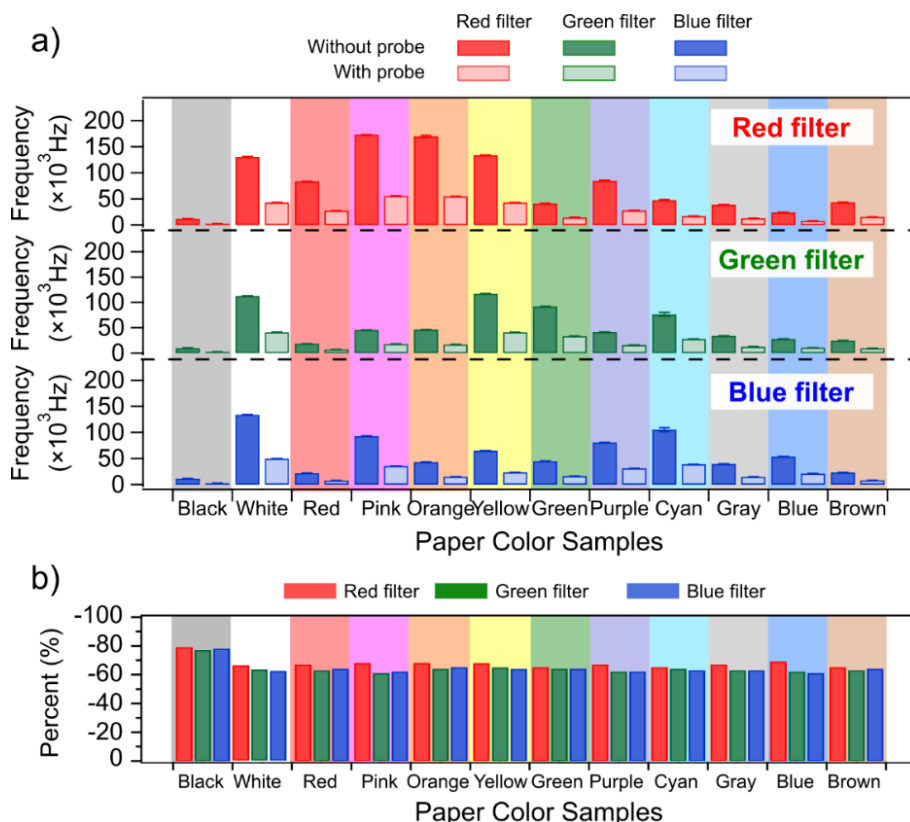 a)
Red filter Green filter Blue filter
Without probe
With probe
Frequency
(×10³Hz)
200
150
100
50
0
Red filter
Frequency
(×10³Hz)
200
150
100
50
0
Green filter
Frequency
(×10³Hz)
200
150
100
50
0
Blue filter
Black White Red Pink Orange Yellow Green Purple Cyan Gray Blue Brown
Paper Color Samples
b)
Red filter Green filter Blue filter
Percent (%)
-100
-80
-60
-40
-20
0
Black White Red Pink Orange Yellow Green Purple Cyan Gray Blue Brown
Paper Color Samples